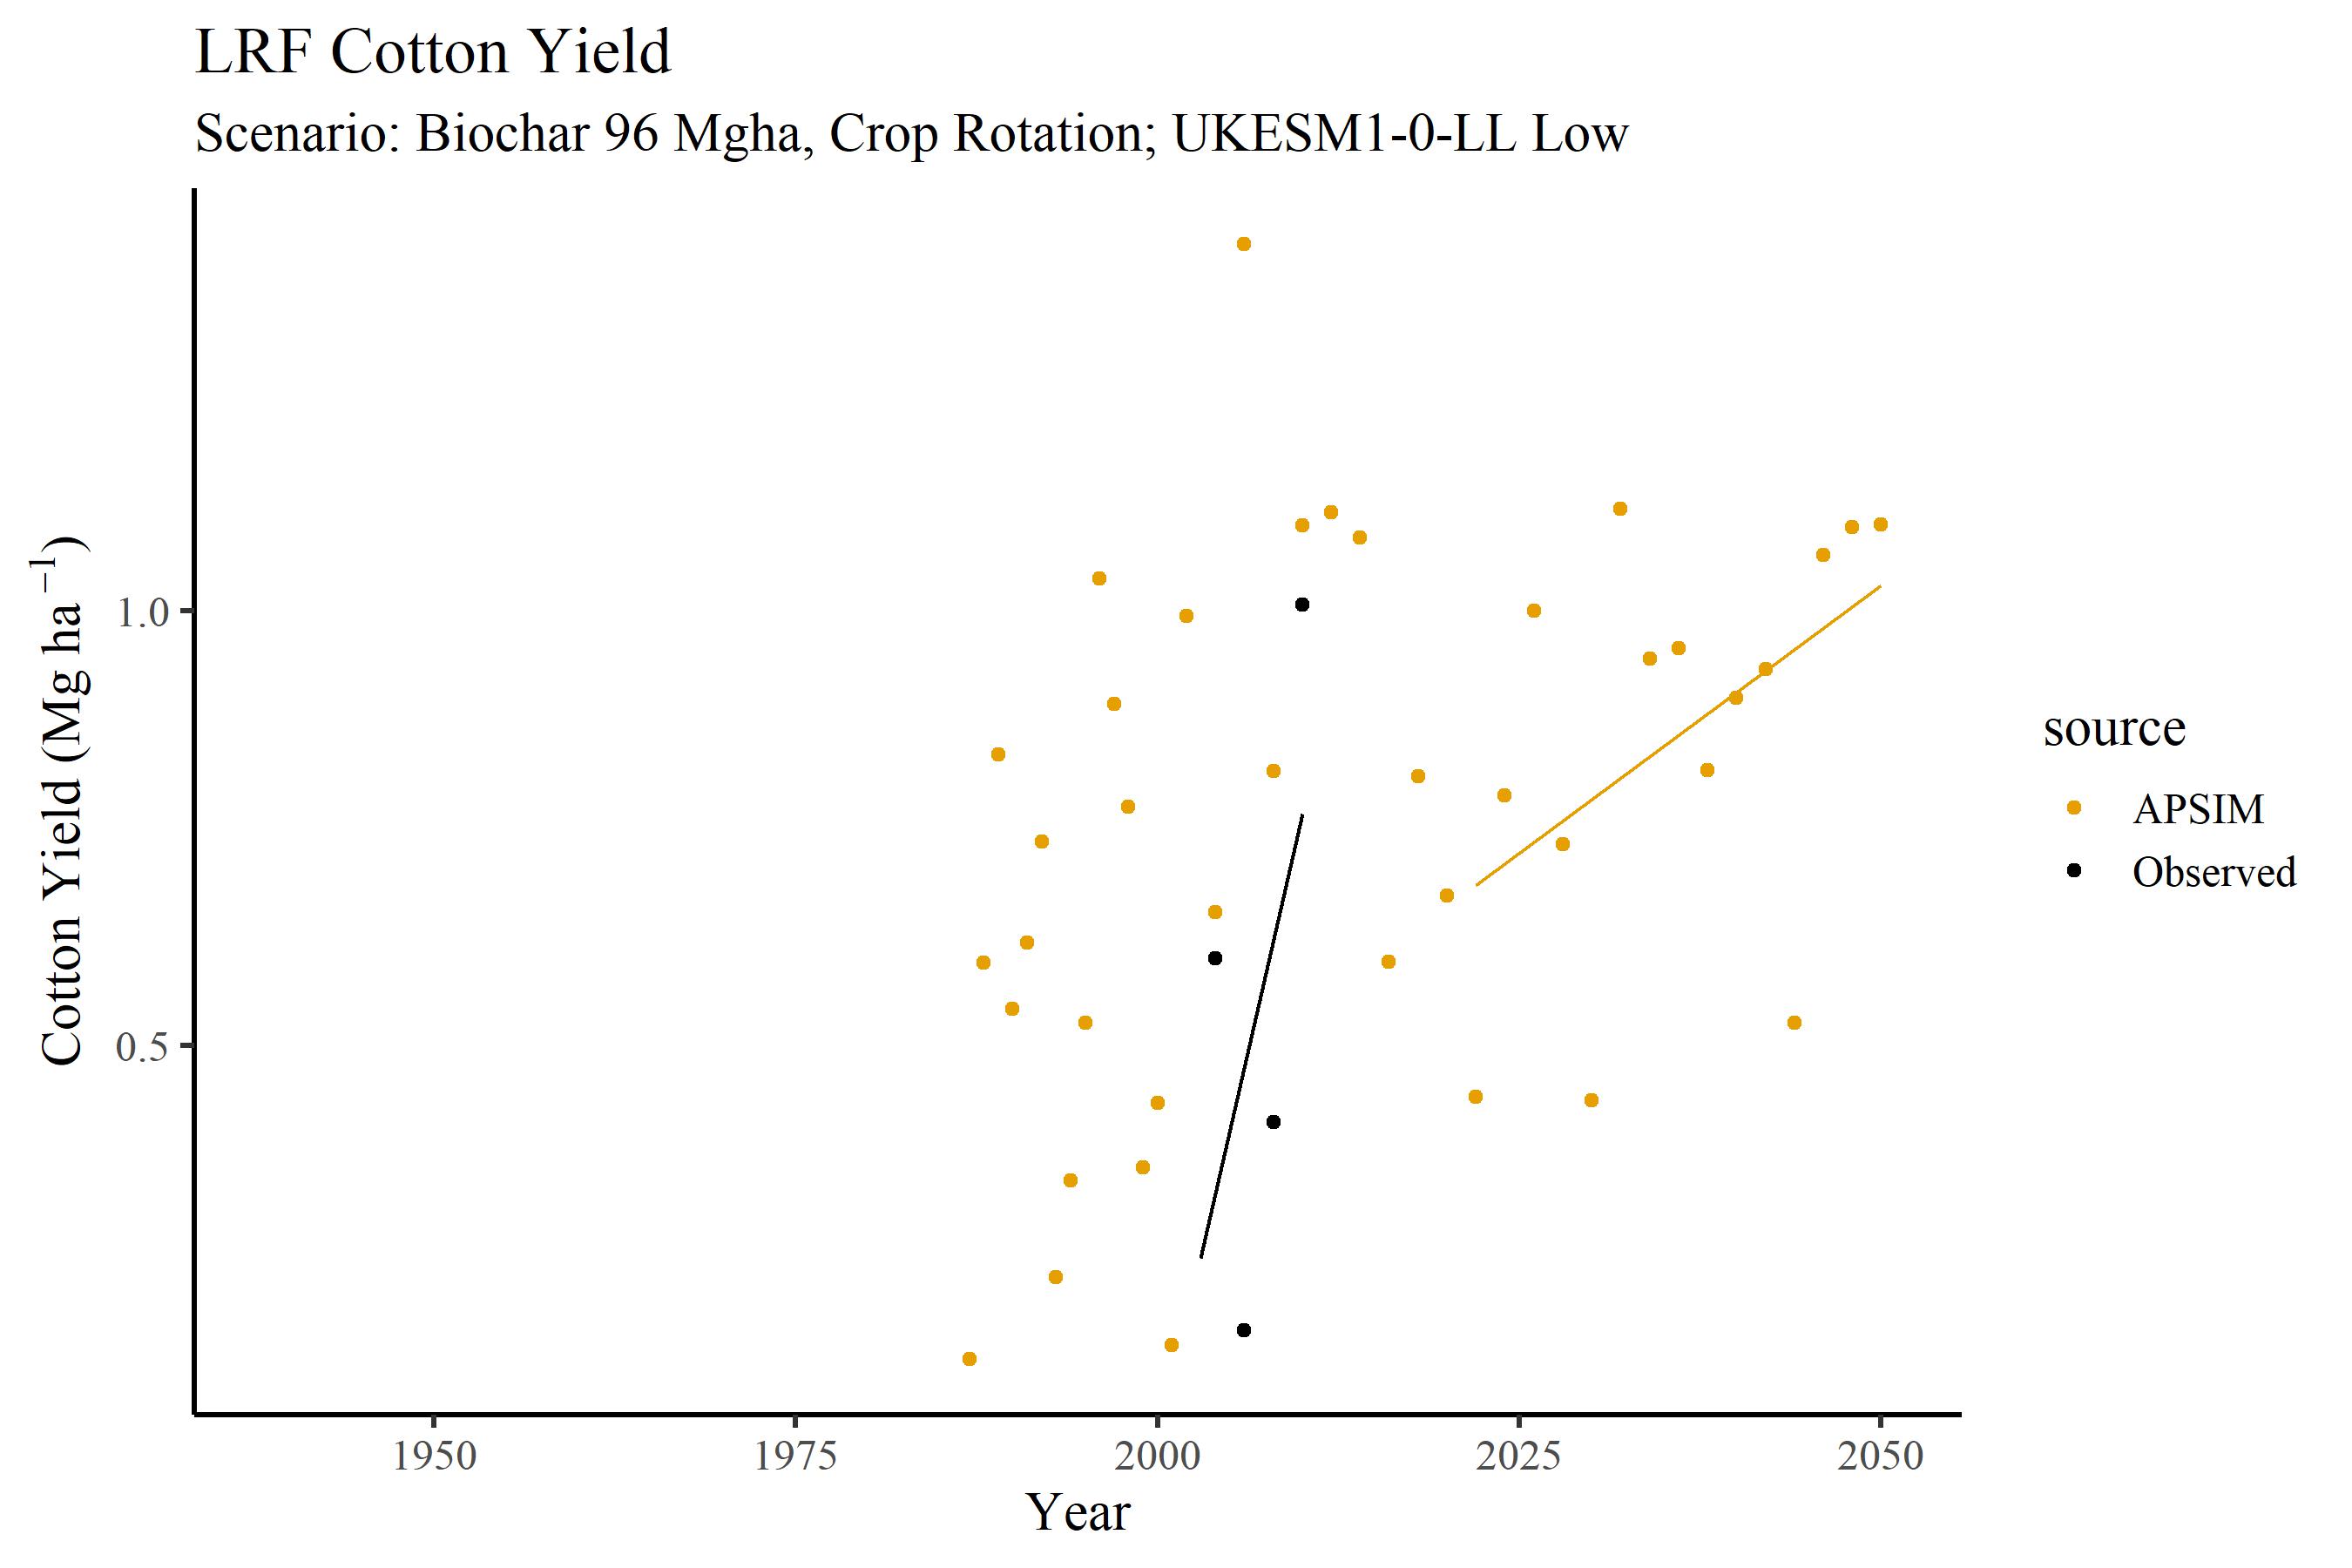 LRF Cotton Yield
Scenario: Biochar 96 Mgha, Crop Rotation; UKESM1-0-LL Low
Cotton Yield (Mg ha⁻¹)
1.0
0.5
1950 1975 2000 2025 2050
Year
source
APSIM
Observed